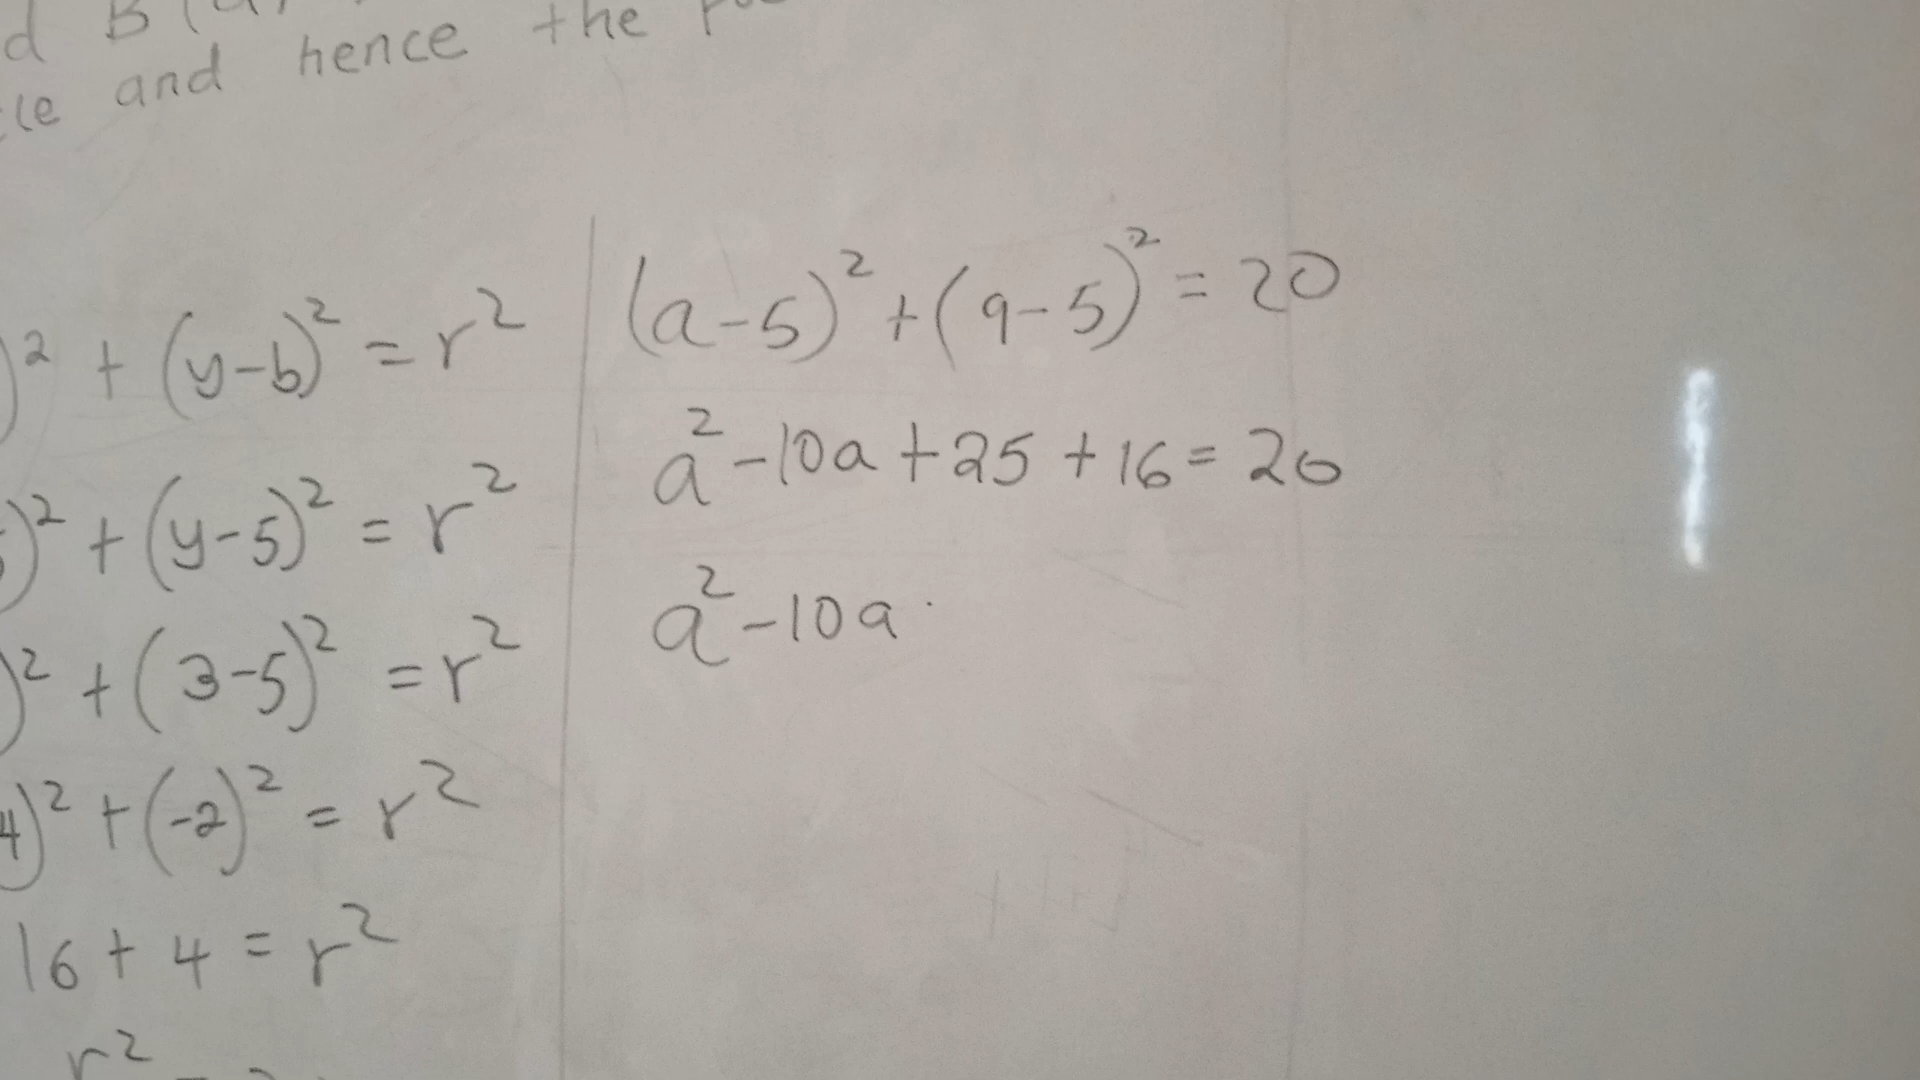 d B(a,
cle and hence the
)² + (y-b)² = r²
)² + (y-5)² = r²
)² + (3-5)² = r²
4)² + (-2)² = r²
16 + 4 = r²
r² =
(a-5)² + (9-5)² = 20
a² - 10a + 25 + 16 = 20
a² - 10a